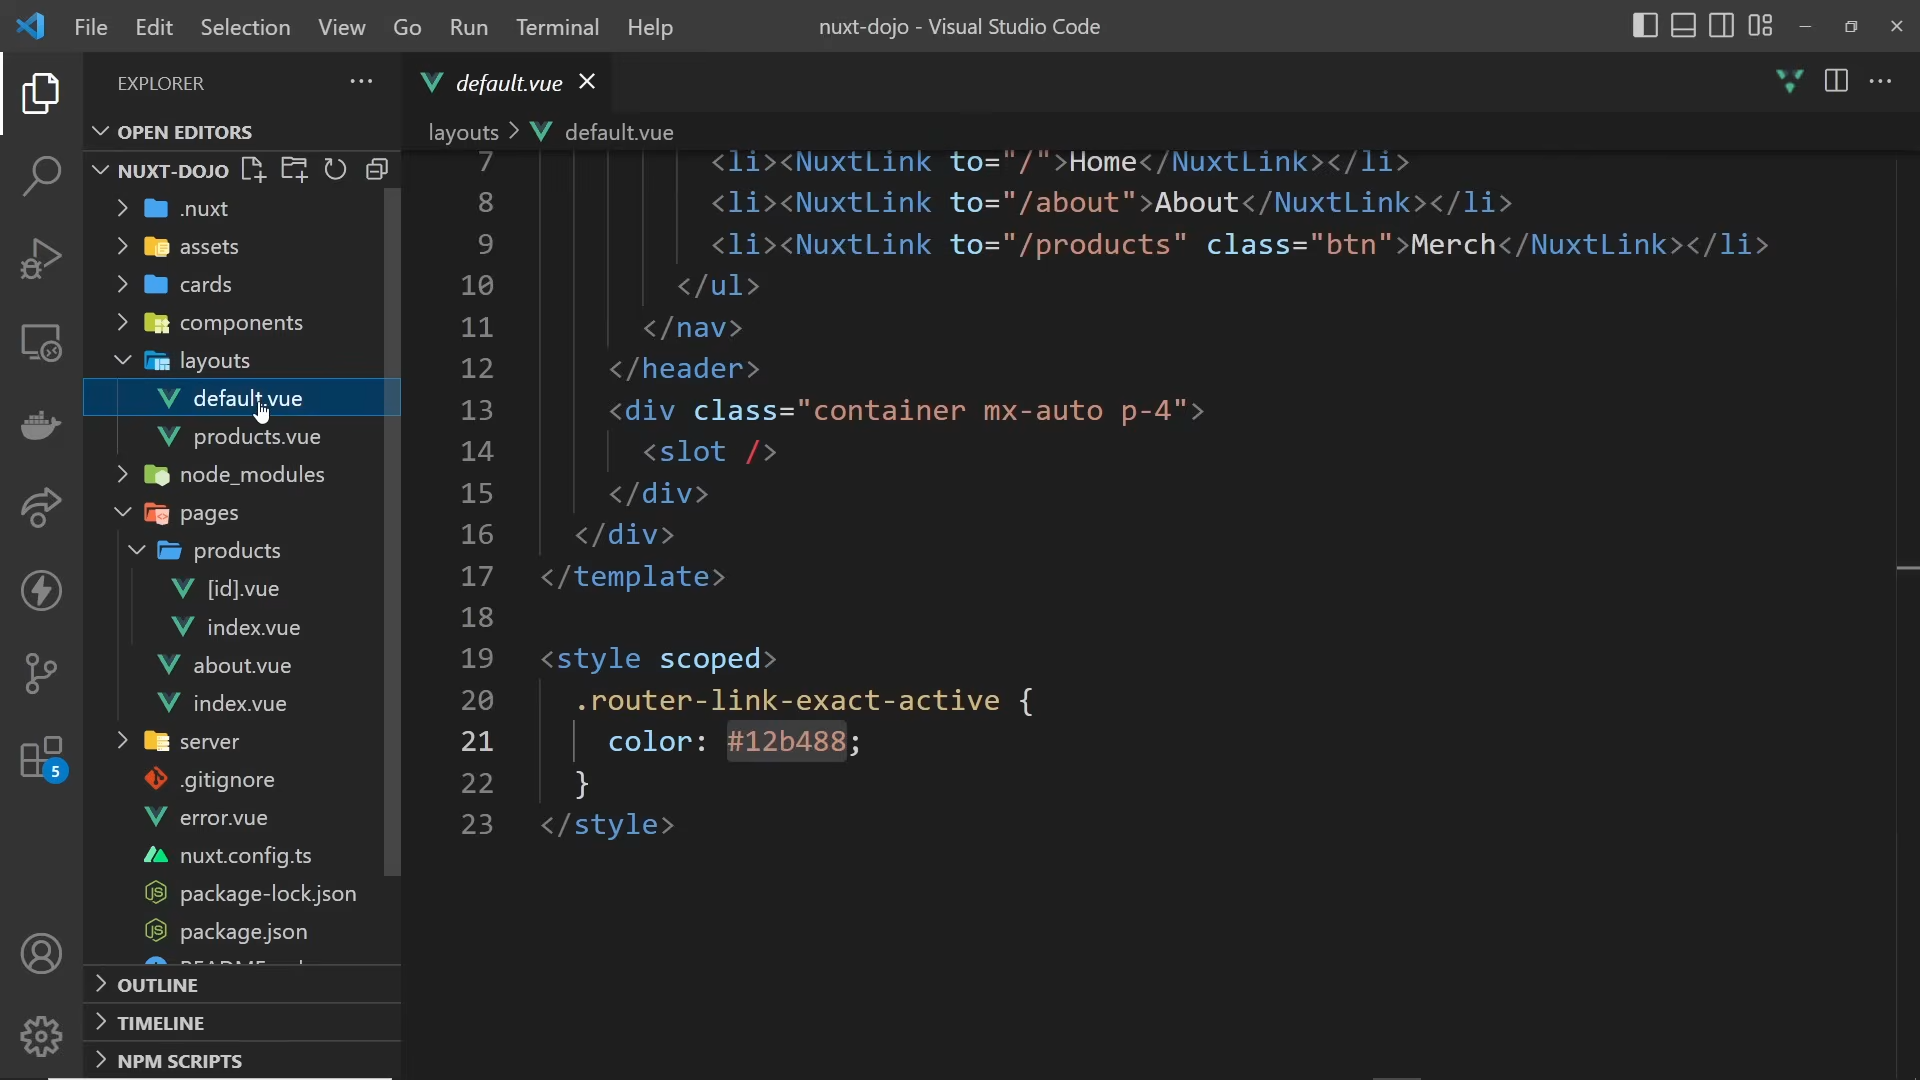 File Edit Selection View Go Run Terminal Help
nuxt-dojo - Visual Studio Code
EXPLORER
OPEN EDITORS
NUXT-DOJO
.nuxt
assets
cards
components
layouts
default.vue
products.vue
node_modules
pages
products
[id].vue
index.vue
about.vue
index.vue
server
.gitignore
error.vue
nuxt.config.ts
package-lock.json
package.json
OUTLINE
TIMELINE
NPM SCRIPTS
5
default.vue
layouts > default.vue
7 <li><NuxtLink to="/">Home</NuxtLink></li>
8 <li><NuxtLink to="/about">About</NuxtLink></li>
9 <li><NuxtLink to="/products" class="btn">Merch</NuxtLink></li>
10 </ul>
11 </nav>
12 </header>
13 <div class="container mx-auto p-4">
14 <slot />
15 </div>
16 </div>
17 </template>
18
19 <style scoped>
20 .router-link-exact-active {
21 color: #12b488;
22 }
23 </style>